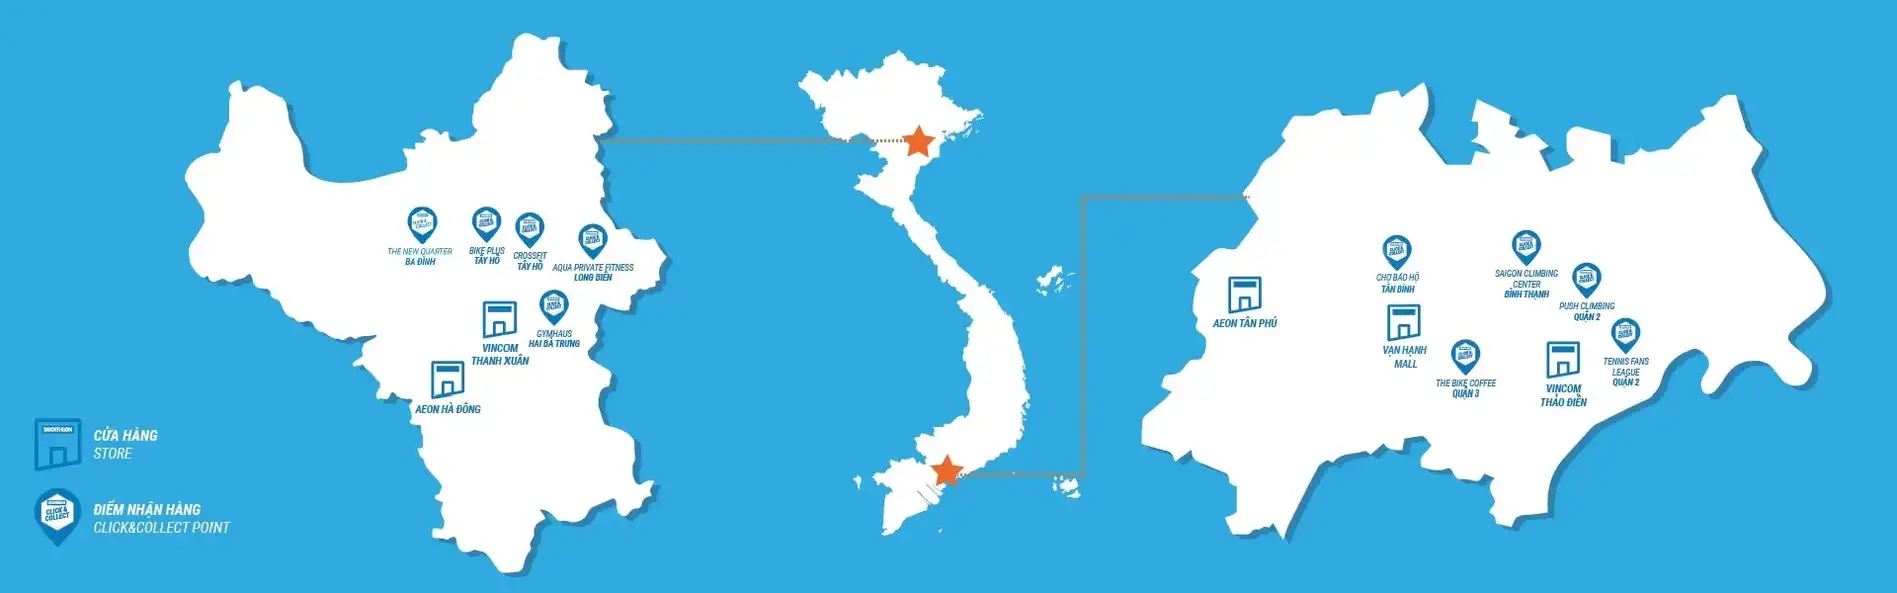 THE NEW QUARTER
BA ĐÌNH
BIKE PLUS
TÂY HỒ
CROSSFIT
TÂY HỒ
AQUA PRIVATE FITNESS
LONG BIÊN
GYMHAUS
HAI BÀ TRƯNG
VINCOM
THANH XUÂN
AEON HÀ ĐÔNG
DECATHLON
CỬA HÀNG
STORE
CLICK &
COLLECT
ĐIỂM NHẬN HÀNG
CLICK&COLLECT POINT
AEON TÂN PHÚ
CHỢ BẢO HỘ
TÂN BÌNH
VẠN HẠNH
MALL
THE BIKE COFFEE
QUẬN 3
SAIGON CLIMBING
CENTER
BÌNH THẠNH
PUSH CLIMBING
QUẬN 2
TENNIS FANS
LEAGUE
QUẬN 2
VINCOM
THẢO ĐIỀN